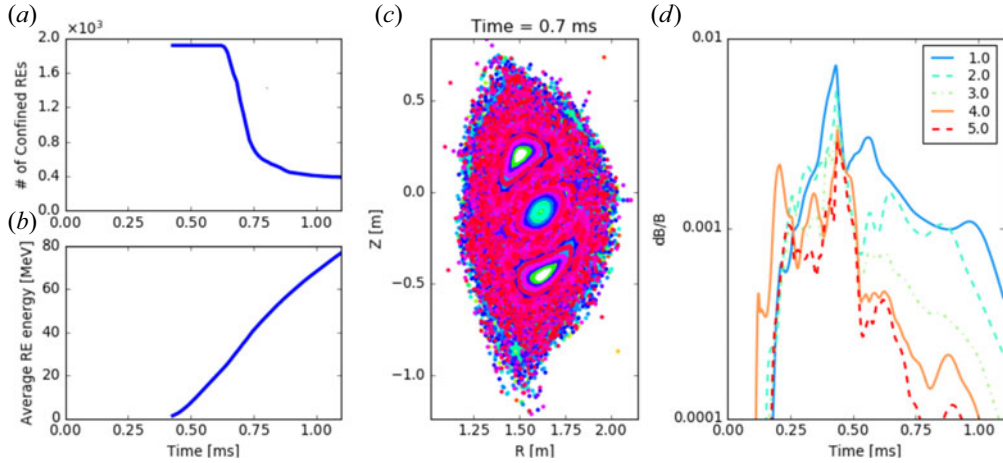 (a)
×10³
2.0
1.6
1.2
0.8
0.4
0.0
# of Confined REs
0.00 0.25 0.50 0.75 1.00
(b)
80
60
40
20
0
Average RE energy [MeV]
0.00 0.25 0.50 0.75 1.00
Time [ms]
(c)
Time = 0.7 ms
0.5
0.0
−0.5
−1.0
Z [m]
1.25 1.50 1.75 2.00
R [m]
(d)
0.01
0.001
0.0001
dB/B
1.0
2.0
3.0
4.0
5.0
0.00 0.25 0.50 0.75 1.00
Time [ms]